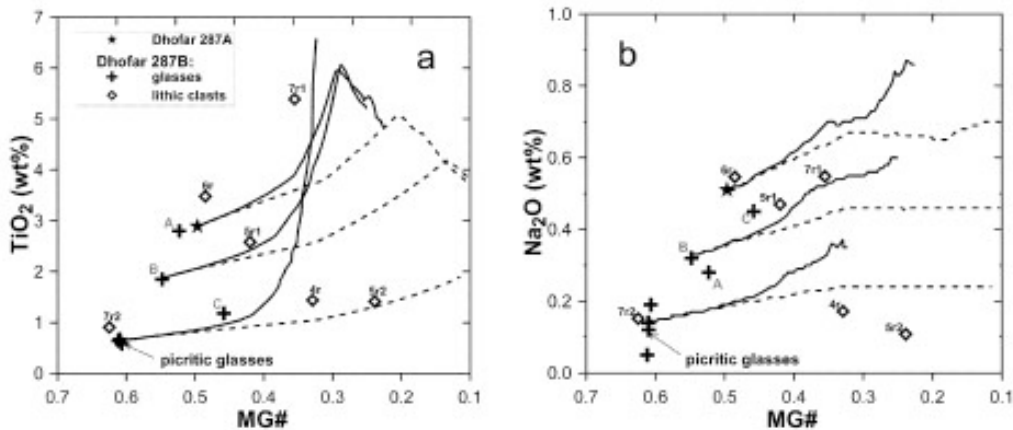 7
6
5
4
3
2
1
0
TiO2 (wt%)
Dhofar 287A
Dhofar 287B:
glasses
lithic clasts
a
7r1
6r
A
5r1
B
C
4r
5r2
7r2
picritic glasses
0.7 0.6 0.5 0.4 0.3 0.2 0.1
MG#
1.0
0.8
0.6
0.4
0.2
0.0
Na2O (wt%)
b
6r
7r1
5r1
C
B
A
7r2
4r
5r2
picritic glasses
0.7 0.6 0.5 0.4 0.3 0.2 0.1
MG#